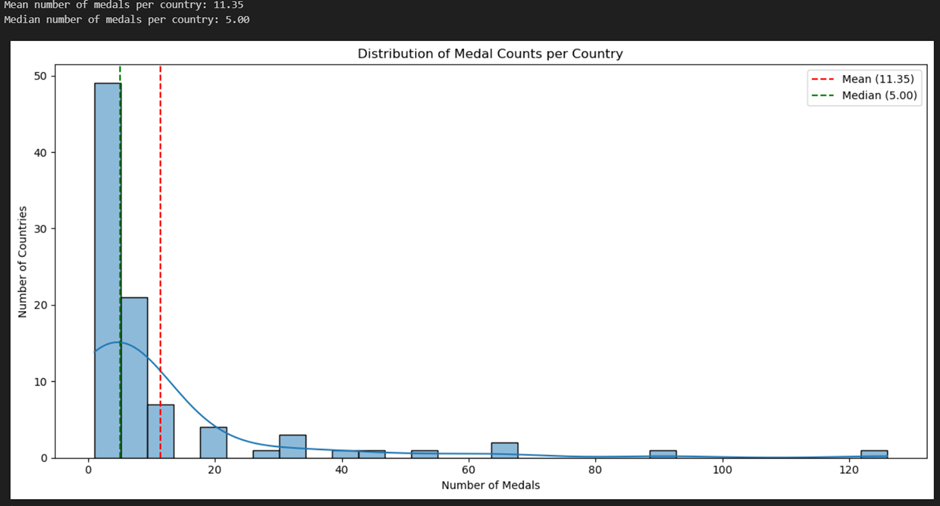 Mean number of medals per country: 11.35
Median number of medals per country: 5.00
Distribution of Medal Counts per Country
Mean (11.35)
Median (5.00)
Number of Countries
50
40
30
20
10
0
0 20 40 60 80 100 120
Number of Medals